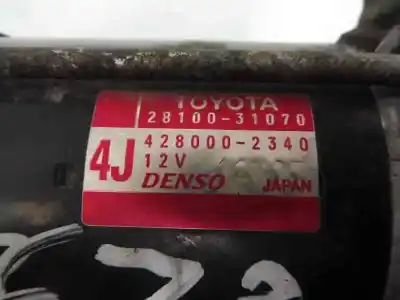 TOYOTA
28100-31070
4J
428000-2340
12V
DENSO
JAPAN